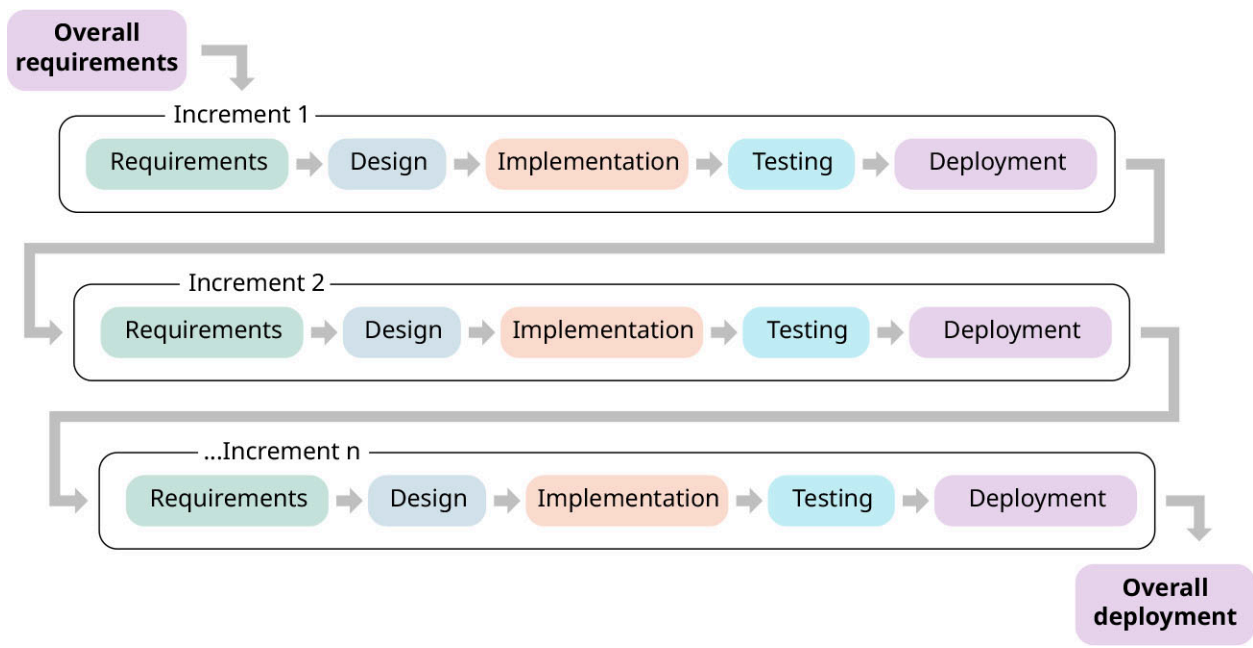 Overall
requirements
Increment 1
Requirements
Design
Implementation
Testing
Deployment
Increment 2
Requirements
Design
Implementation
Testing
Deployment
...Increment n
Requirements
Design
Implementation
Testing
Deployment
Overall
deployment